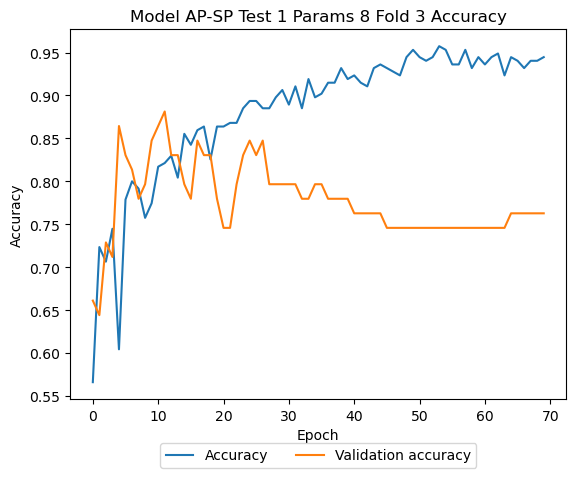 Model AP-SP Test 1 Params 8 Fold 3 Accuracy
Accuracy
0.95
0.90
0.85
0.80
0.75
0.70
0.65
0.60
0.55
0 10 20 30 40 50 60 70
Epoch
Accuracy Validation accuracy